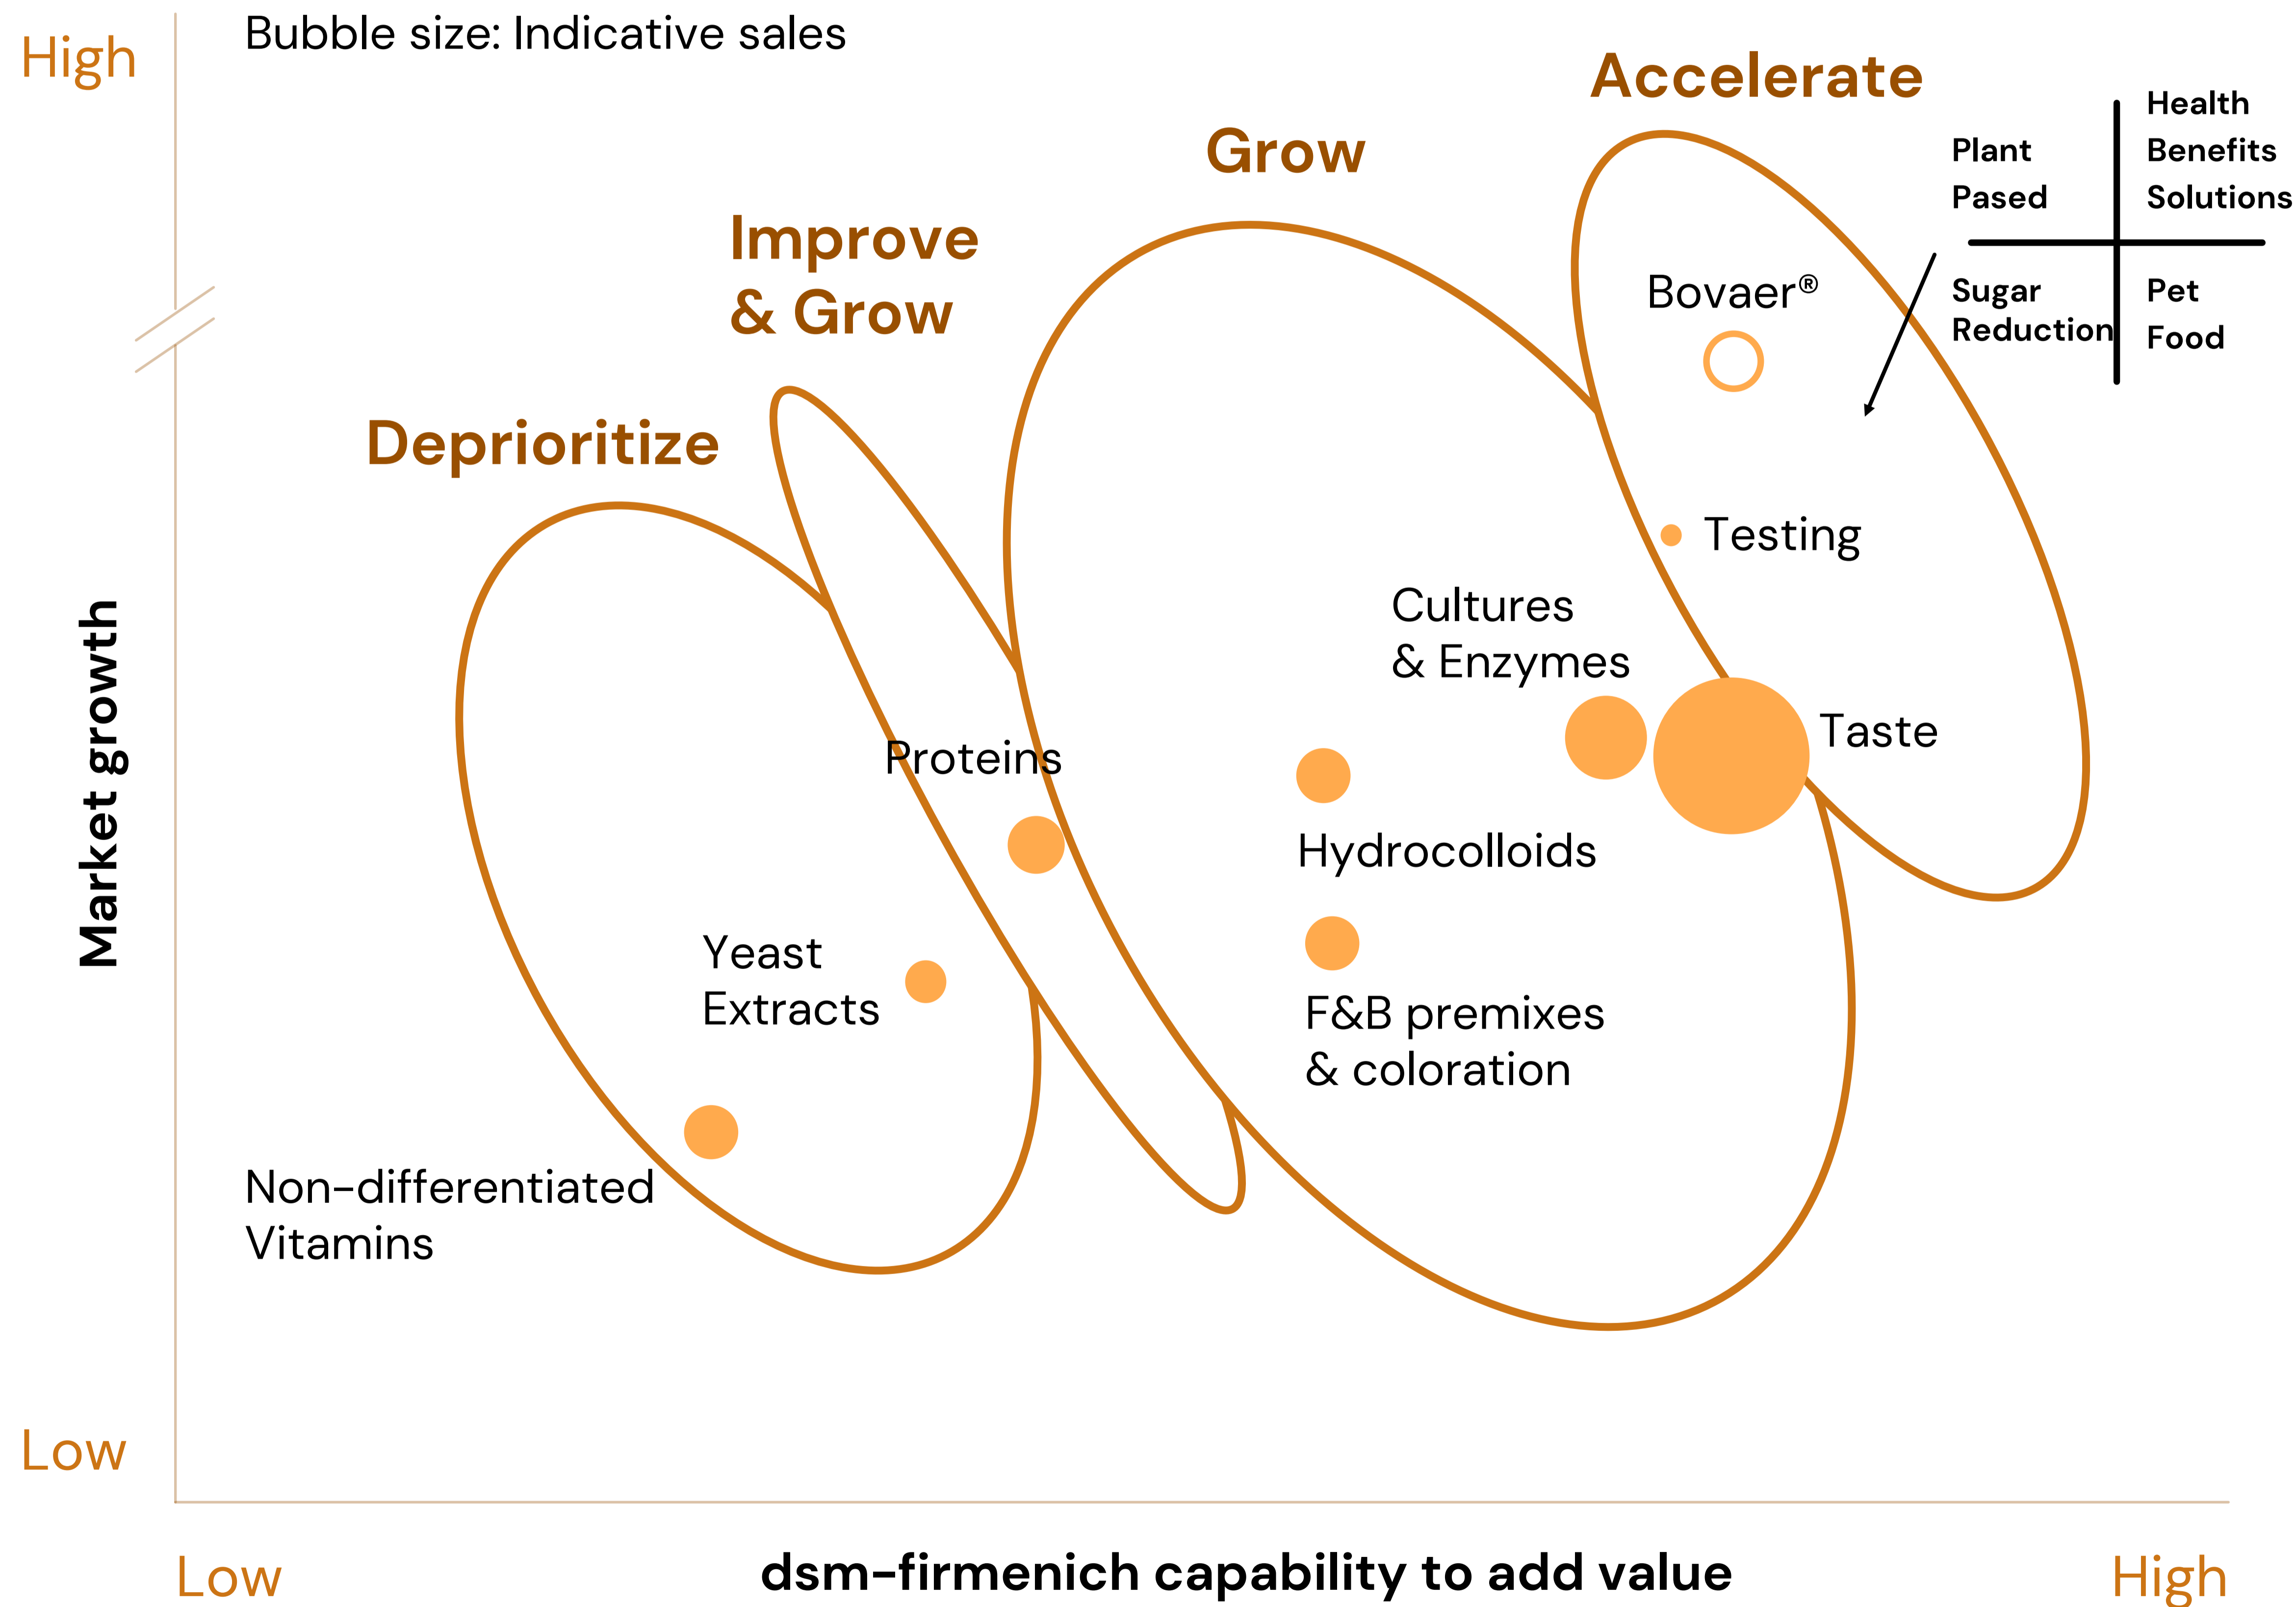 High
Bubble size: Indicative sales
Accelerate
Grow
Improve
& Grow
Deprioritize
Plant
Pased
Health
Benefits
Solutions
Sugar
Reduction
Pet
Food
Bovaer®
Testing
Cultures
& Enzymes
Taste
Proteins
Hydrocolloids
Yeast
Extracts
F&B premixes
& coloration
Non-differentiated
Vitamins
Market growth
Low
Low
dsm-firmenich capability to add value
High